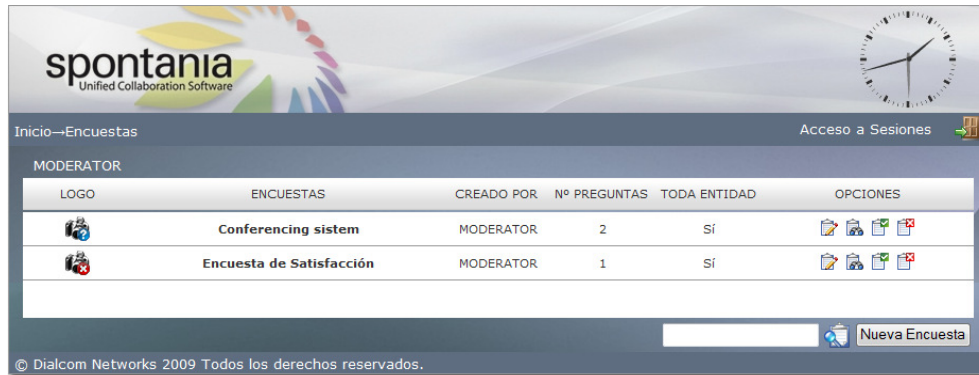 spontania
Unified Collaboration Software
Inicio→Encuestas Acceso a Sesiones
MODERATOR
LOGO ENCUESTAS CREADO POR Nº PREGUNTAS TODA ENTIDAD OPCIONES
Conferencing sistem MODERATOR 2 Sí
Encuesta de Satisfacción MODERATOR 1 Sí
Nueva Encuesta
© Dialcom Networks 2009 Todos los derechos reservados.